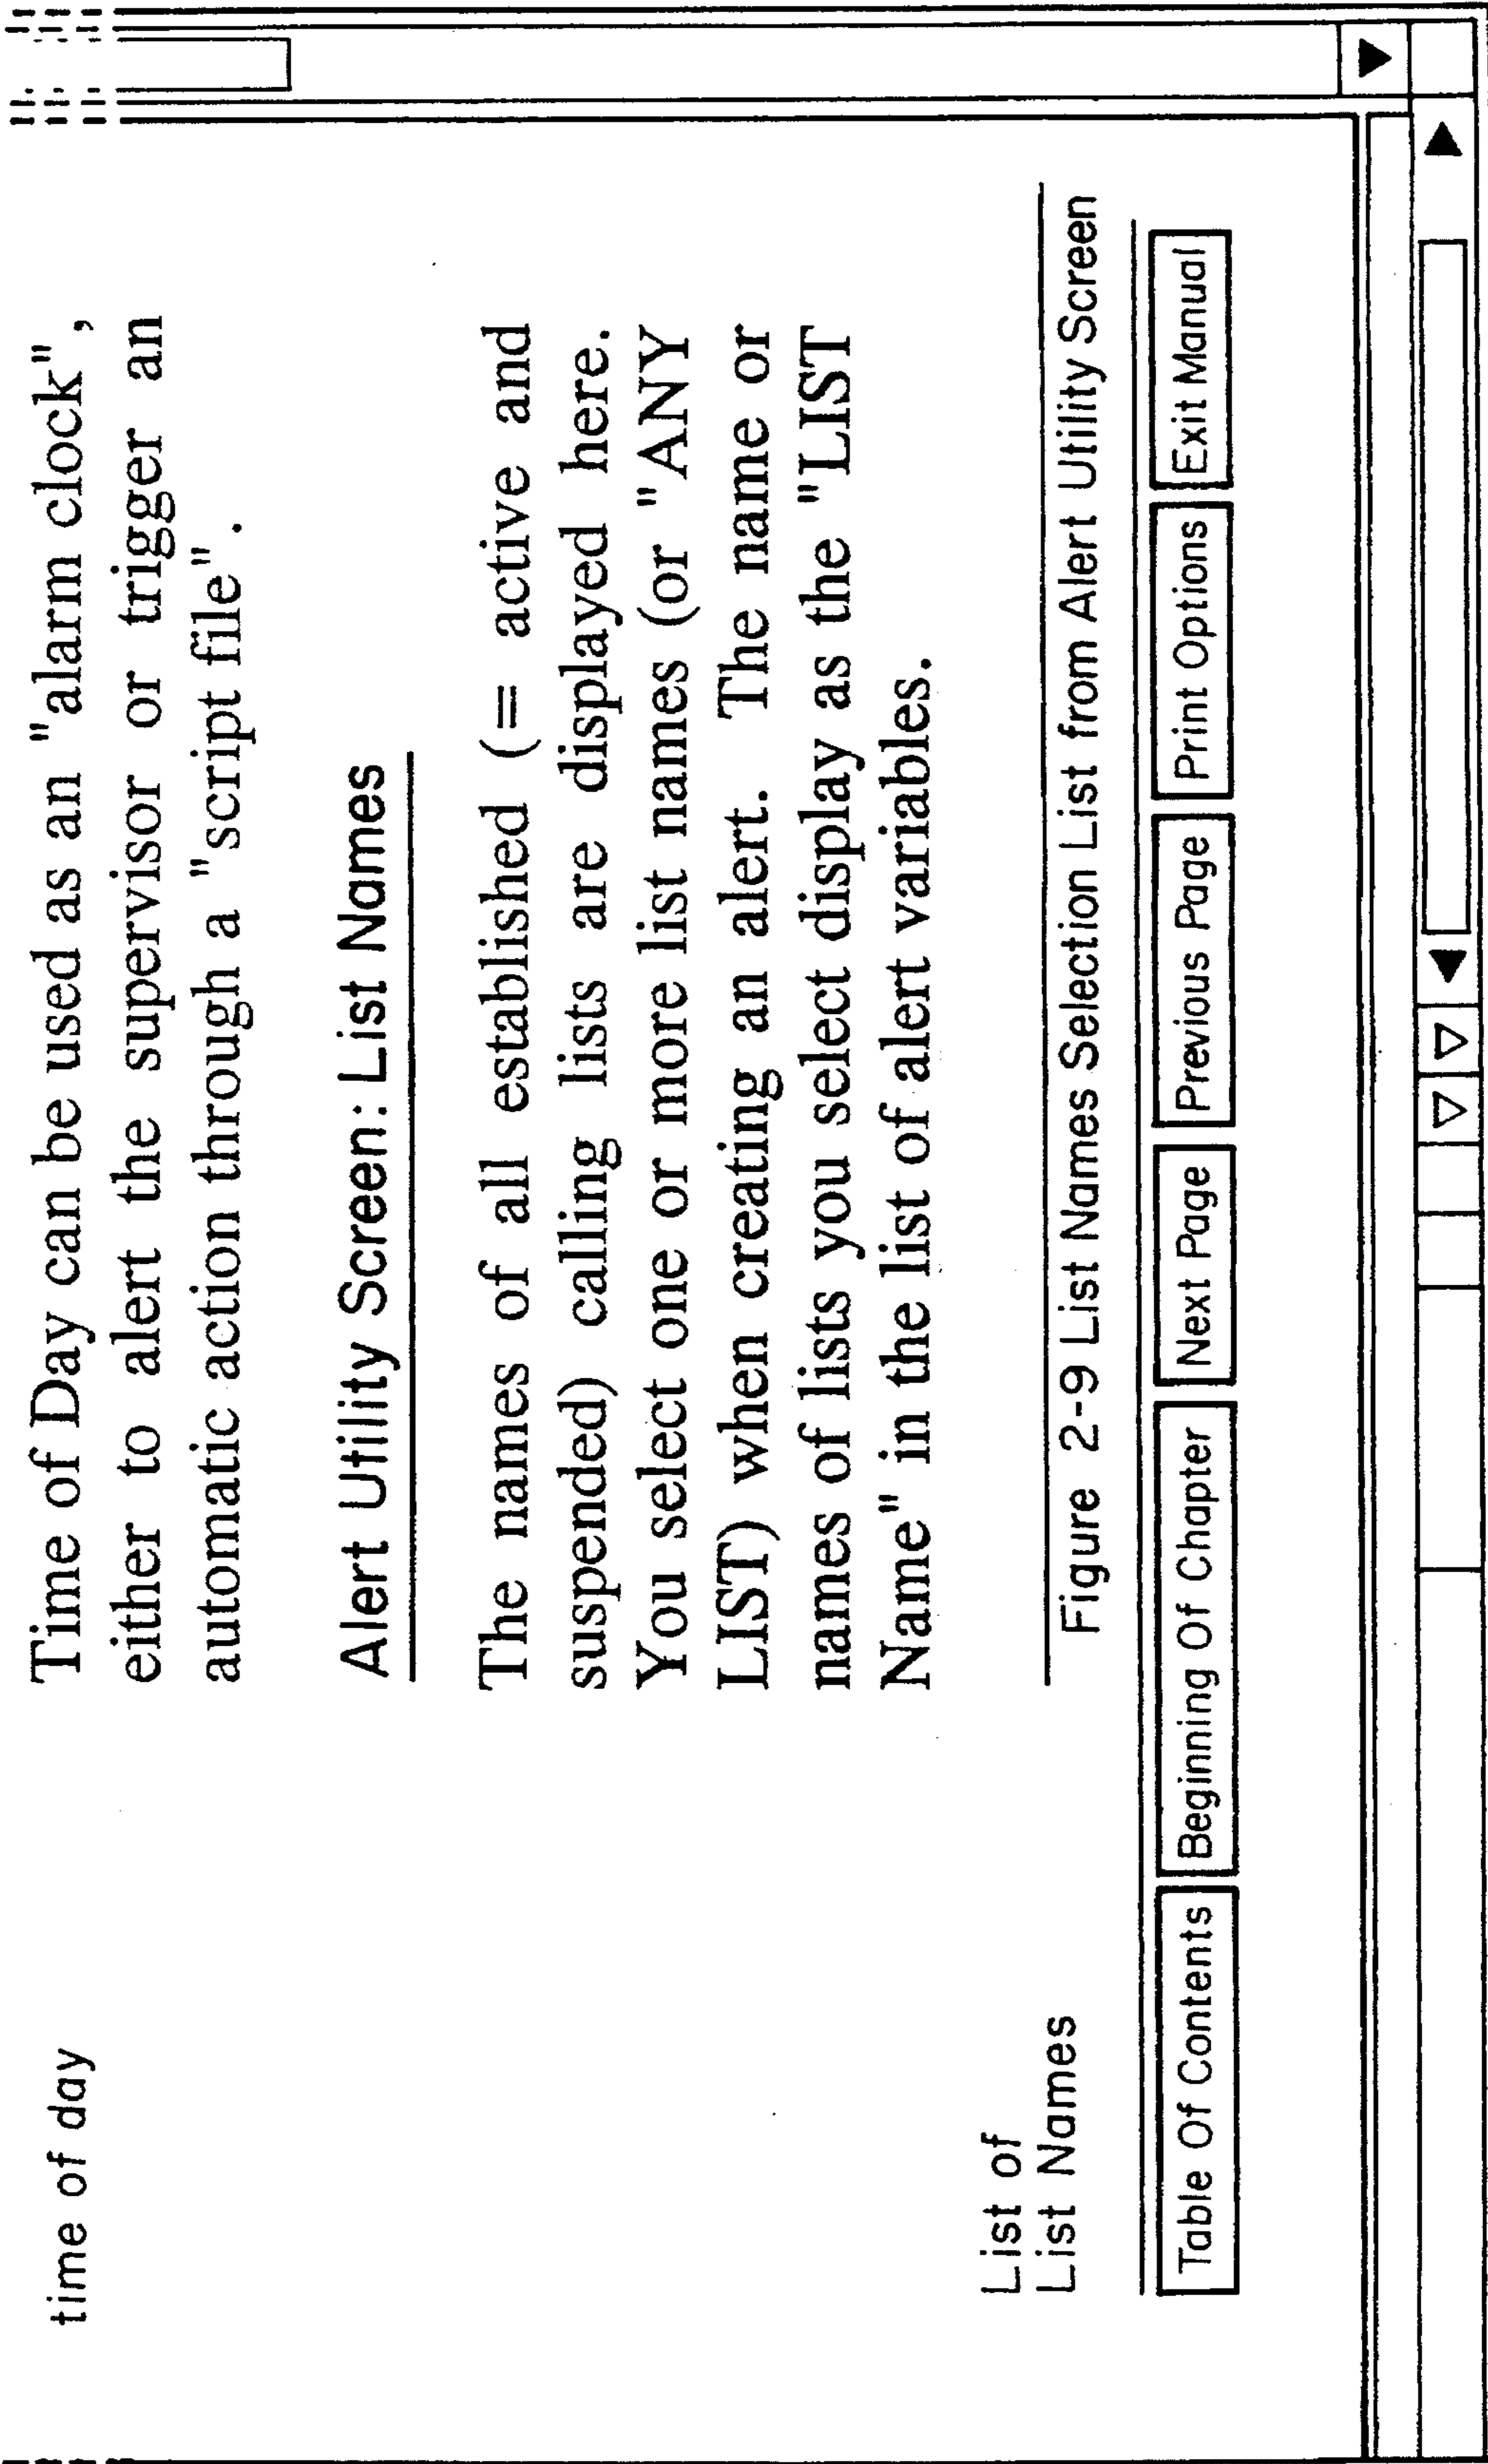 time of day
Time of Day can be used as an "alarm clock",
either to alert the supervisor or trigger an
automatic action through a "script file".
Alert Utility Screen: List Names
The names of all established (= active and
suspended) calling lists are displayed here.
You select one or more list names (or "ANY
LIST) when creating an alert. The name or
names of lists you select display as the "LIST
Name" in the list of alert variables.
List of
List Names
Figure 2-9 List Names Selection List from Alert Utility Screen
Table Of Contents
Beginning Of Chapter
Next Page
Previous Page
Print Options
Exit Manual